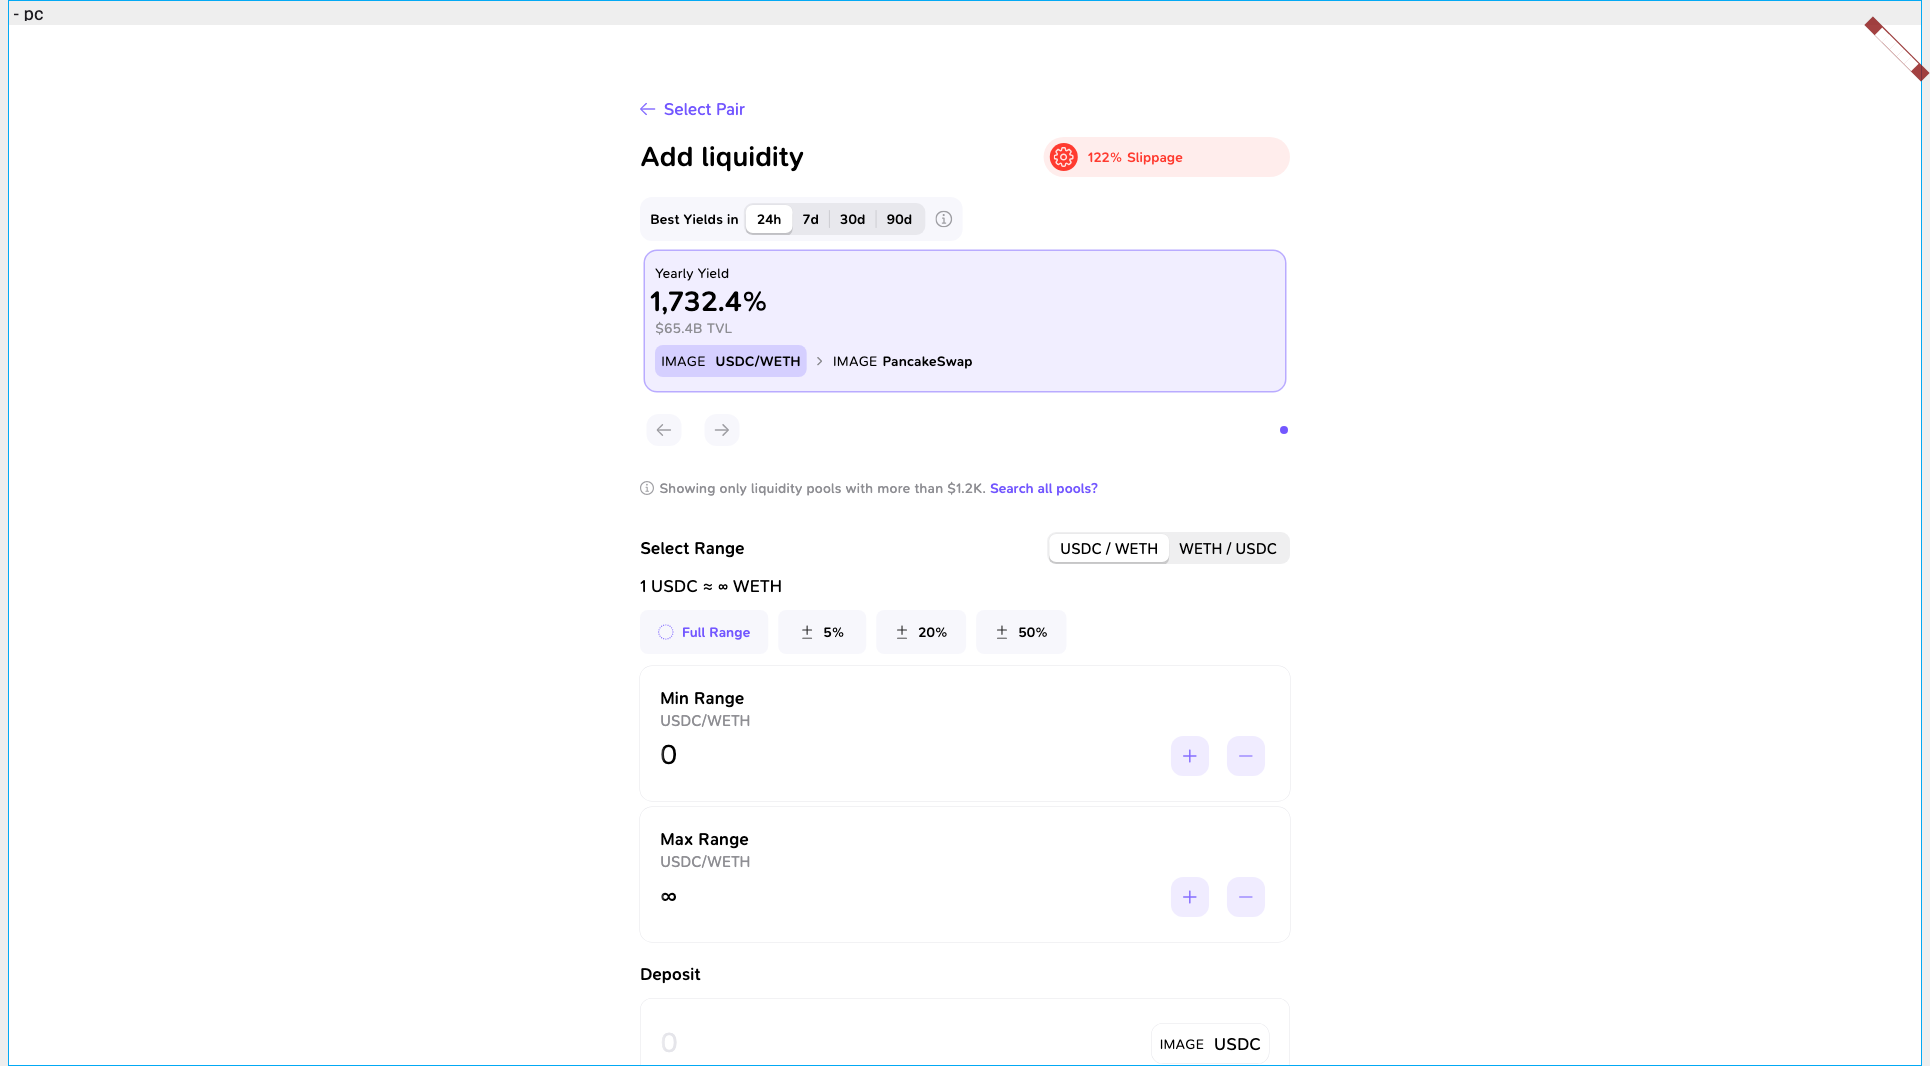 - pc
Select Pair
Add liquidity
122% Slippage
Best Yields in 24h 7d 30d 90d
Yearly Yield
1,732.4%
$65.4B TVL
IMAGE USDC/WETH > IMAGE PancakeSwap
Showing only liquidity pools with more than $1.2K. Search all pools?
Select Range
USDC / WETH WETH / USDC
1 USDC ≈ ∞ WETH
Full Range ± 5% ± 20% ± 50%
Min Range
USDC/WETH
0
Max Range
USDC/WETH
∞
Deposit
0
IMAGE USDC